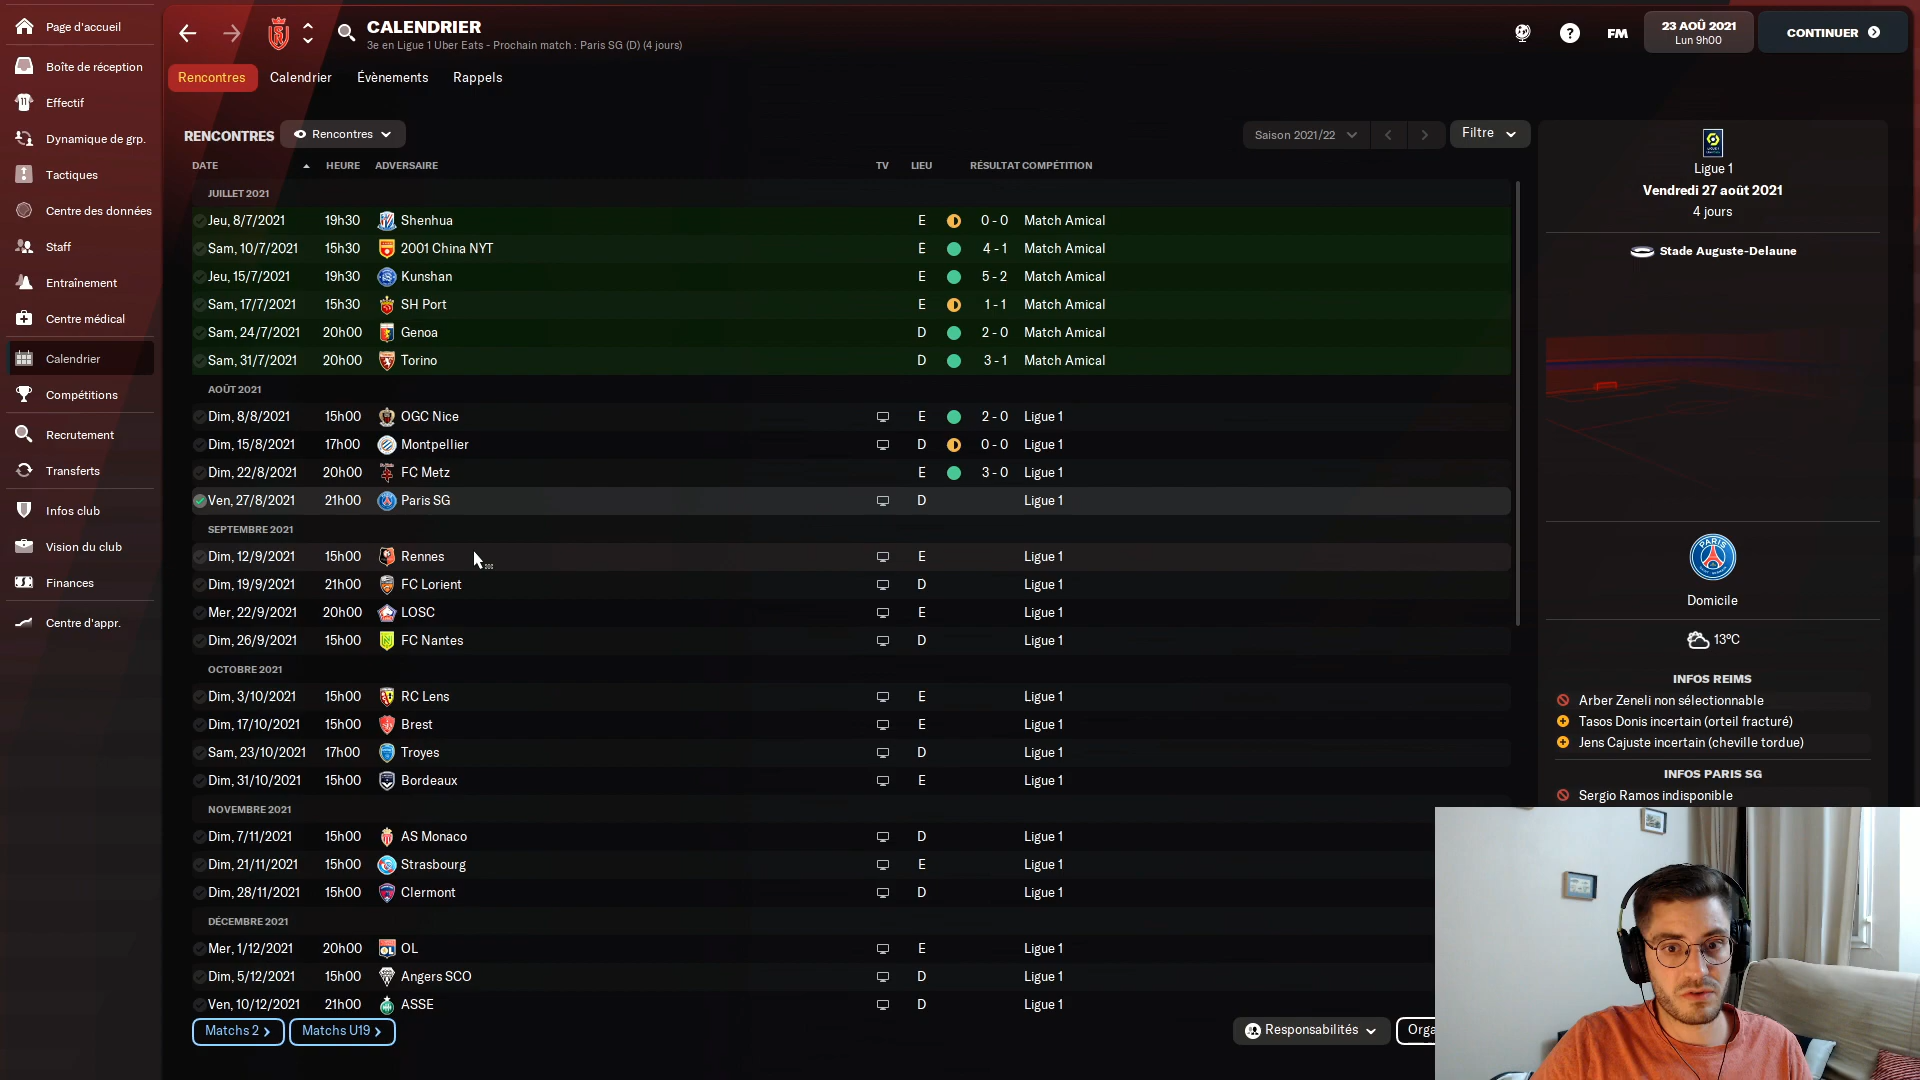 Page d'accueil
Boîte de réception
Effectif
Dynamique de grp.
Tactiques
Centre des données
Staff
Entraînement
Centre médical
Calendrier
Compétitions
Recrutement
Transferts
Infos club
Vision du club
Finances
Centre d'appr.
CALENDRIER
3e en Ligue 1 Uber Eats - Prochain match : Paris SG (D) (4 jours)
FM
23 AOÛ 2021
Lun 9h00
CONTINUER
Rencontres
Calendrier
Évènements
Rappels
RENCONTRES
Rencontres
Saison 2021/22
Filtre
DATE HEURE ADVERSAIRE TV LIEU RÉSULTAT COMPÉTITION
JUILLET 2021
Jeu, 8/7/2021 19h30 Shenhua E 0 - 0 Match Amical
Sam, 10/7/2021 15h30 2001 China NYT E 4 - 1 Match Amical
Jeu, 15/7/2021 19h30 Kunshan E 5 - 2 Match Amical
Sam, 17/7/2021 15h30 SH Port E 1 - 1 Match Amical
Sam, 24/7/2021 20h00 Genoa D 2 - 0 Match Amical
Sam, 31/7/2021 20h00 Torino D 3 - 1 Match Amical
AOÛT 2021
Dim, 8/8/2021 15h00 OGC Nice E 2 - 0 Ligue 1
Dim, 15/8/2021 17h00 Montpellier D 0 - 0 Ligue 1
Dim, 22/8/2021 20h00 FC Metz E 3 - 0 Ligue 1
Ven, 27/8/2021 21h00 Paris SG D Ligue 1
SEPTEMBRE 2021
Dim, 12/9/2021 15h00 Rennes E Ligue 1
Dim, 19/9/2021 21h00 FC Lorient D Ligue 1
Mer, 22/9/2021 20h00 LOSC E Ligue 1
Dim, 26/9/2021 15h00 FC Nantes D Ligue 1
OCTOBRE 2021
Dim, 3/10/2021 15h00 RC Lens E Ligue 1
Dim, 17/10/2021 15h00 Brest E Ligue 1
Sam, 23/10/2021 17h00 Troyes D Ligue 1
Dim, 31/10/2021 15h00 Bordeaux E Ligue 1
NOVEMBRE 2021
Dim, 7/11/2021 15h00 AS Monaco D Ligue 1
Dim, 21/11/2021 15h00 Strasbourg E Ligue 1
Dim, 28/11/2021 15h00 Clermont D Ligue 1
DÉCEMBRE 2021
Mer, 1/12/2021 20h00 OL E Ligue 1
Dim, 5/12/2021 15h00 Angers SCO D Ligue 1
Ven, 10/12/2021 21h00 ASSE D Ligue 1
Matchs 2
Matchs U19
Responsabilités
Orga
Ligue 1
Vendredi 27 août 2021
4 jours
Stade Auguste-Delaune
PARIS
Domicile
13ºC
INFOS REIMS
Arber Zeneli non sélectionnable
Tasos Donis incertain (orteil fracturé)
Jens Cajuste incertain (cheville tordue)
INFOS PARIS SG
Sergio Ramos indisponible